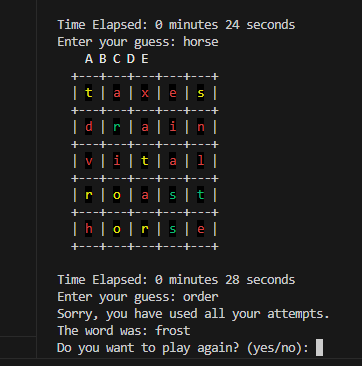 Time Elapsed: 0 minutes 24 seconds
Enter your guess: horse
A B C D E
+---+---+---+---+---+
| t | a | x | e | s |
+---+---+---+---+---+
| d | r | a | i | n |
+---+---+---+---+---+
| v | i | t | a | l |
+---+---+---+---+---+
| r | o | a | s | t |
+---+---+---+---+---+
| h | o | r | s | e |
+---+---+---+---+---+
Time Elapsed: 0 minutes 28 seconds
Enter your guess: order
Sorry, you have used all your attempts.
The word was: frost
Do you want to play again? (yes/no):